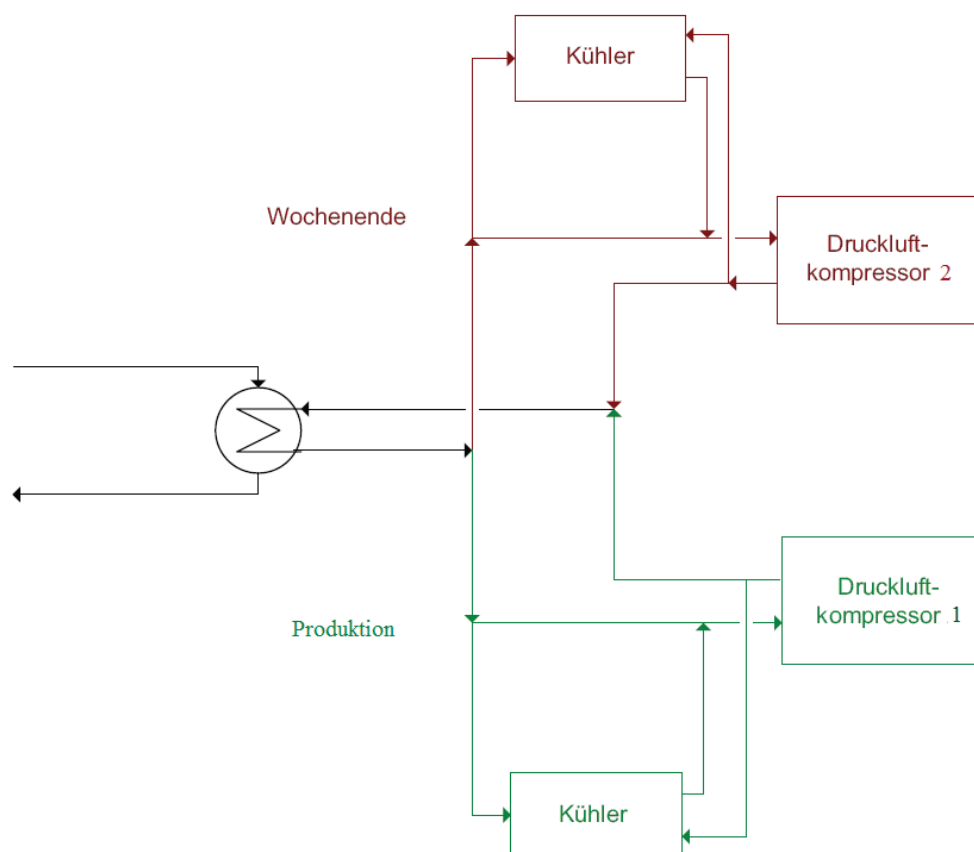 Kühler
Wochenende
Druckluft-
kompressor 2
Druckluft-
kompressor 1
Produktion
Kühler